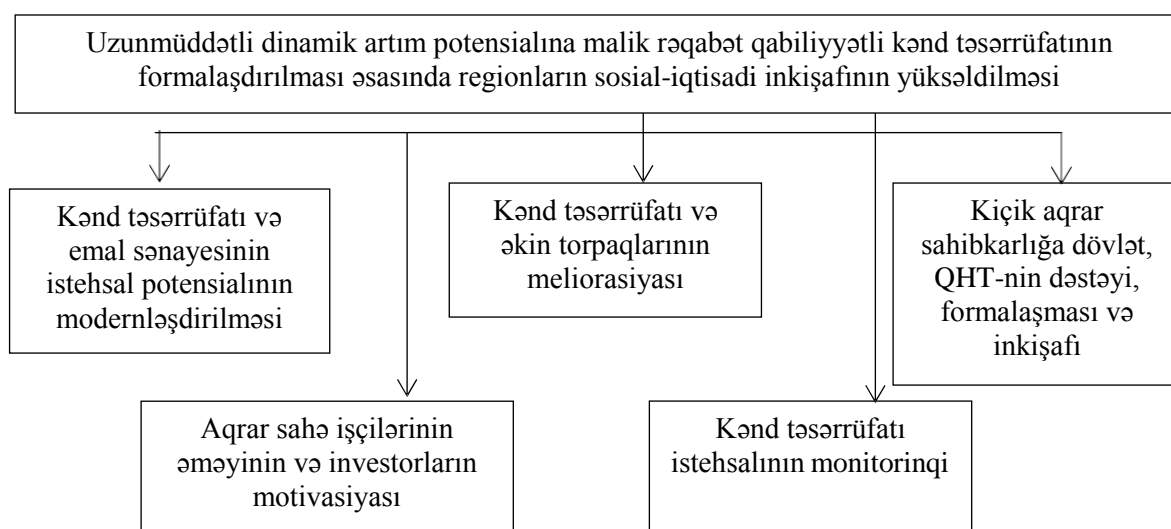 Uzunmüddətli dinamik artım potensialına malik rəqabət qabiliyyətli kənd təsərrüfatının
formalaşdırılması əsasında regionların sosial-iqtisadi inkişafının yüksəldilməsi
Kənd təsərrüfatı və
emal sənayesinin
istehsal potensialının
modernləşdirilməsi
Kənd təsərrüfatı və
əkin torpaqlarının
meliorasiyası
Kiçik aqrar
sahibkarlığa dövlət,
QHT-nin dəstəyi,
formalaşması və
inkişafı
Aqrar sahə işçilərinin
əməyinin və investorların
motivasiyası
Kənd təsərrüfatı
istehsalının monitorinqi